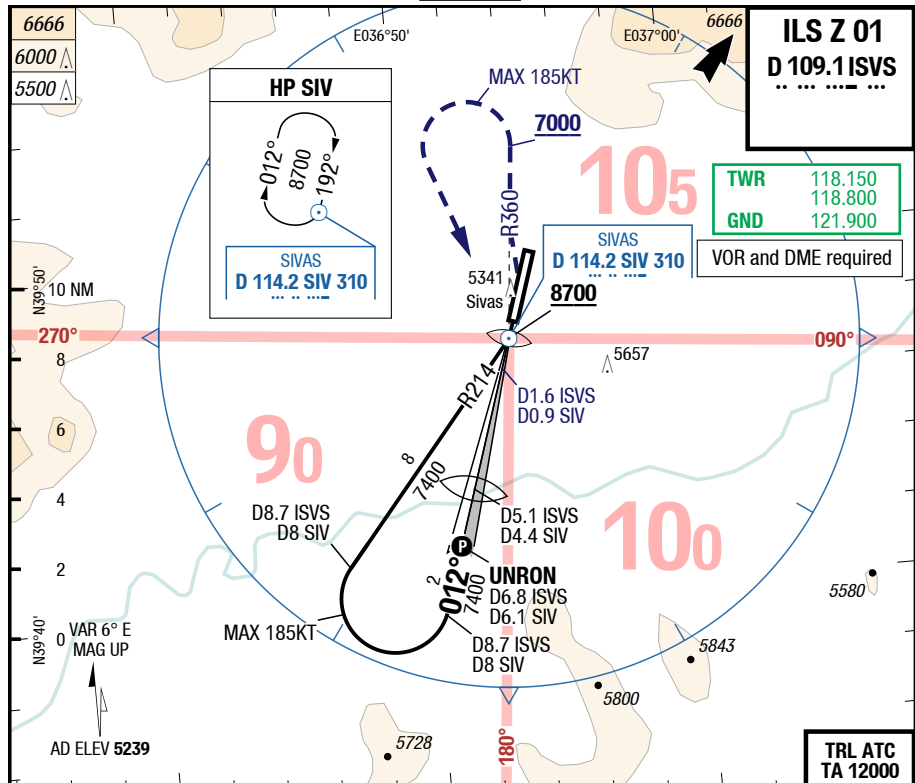 6666
6000
5500
E036°50'
E037°00'
6666
ILS Z 01
D 109.1 ISVS
HP SIV
012°
8700
192°
SIVAS
D 114.2 SIV 310
MAX 185KT
7000
R360
105
TWR 118.150
118.800
GND 121.900
VOR and DME required
SIVAS
D 114.2 SIV 310
8700
5341
Sivas
N39°50'
10 NM
270°
090°
8
6
4
2
0
5657
D1.6 ISVS
D0.9 SIV
R214
8
7400
90
100
D8.7 ISVS
D8 SIV
D5.1 ISVS
D4.4 SIV
UNRON
D6.8 ISVS
D6.1 SIV
P
012°
2
7400
D8.7 ISVS
D8 SIV
MAX 185KT
5580
5843
5800
5728
N39°40'
VAR 6° E
MAG UP
AD ELEV 5239
180°
TRL ATC
TA 12000